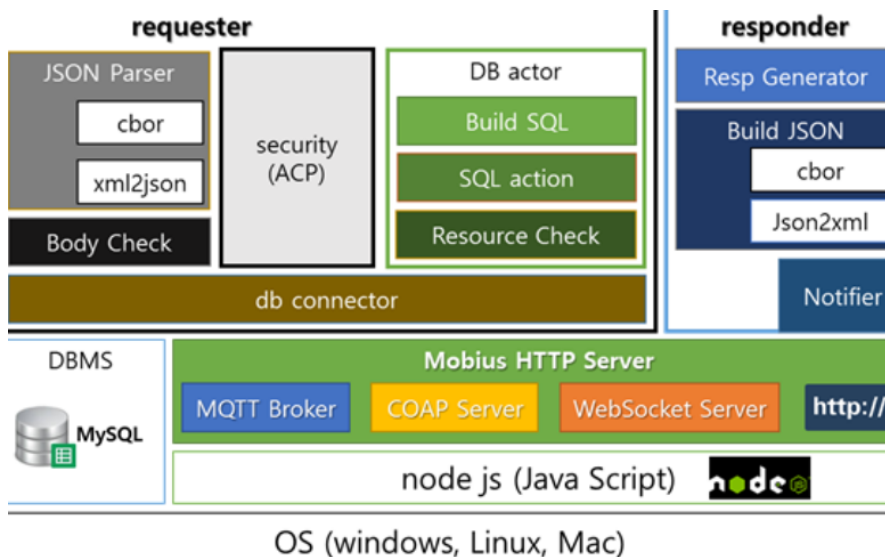 requester
JSON Parser
cbor
xml2json
Body Check
security
(ACP)
DB actor
Build SQL
SQL action
Resource Check
db connector
responder
Resp Generator
Build JSON
cbor
Json2xml
Notifier
DBMS
MySQL
Mobius HTTP Server
MQTT Broker
COAP Server
WebSocket Server
http://
node js (Java Script)
node
JS
OS (windows, Linux, Mac)